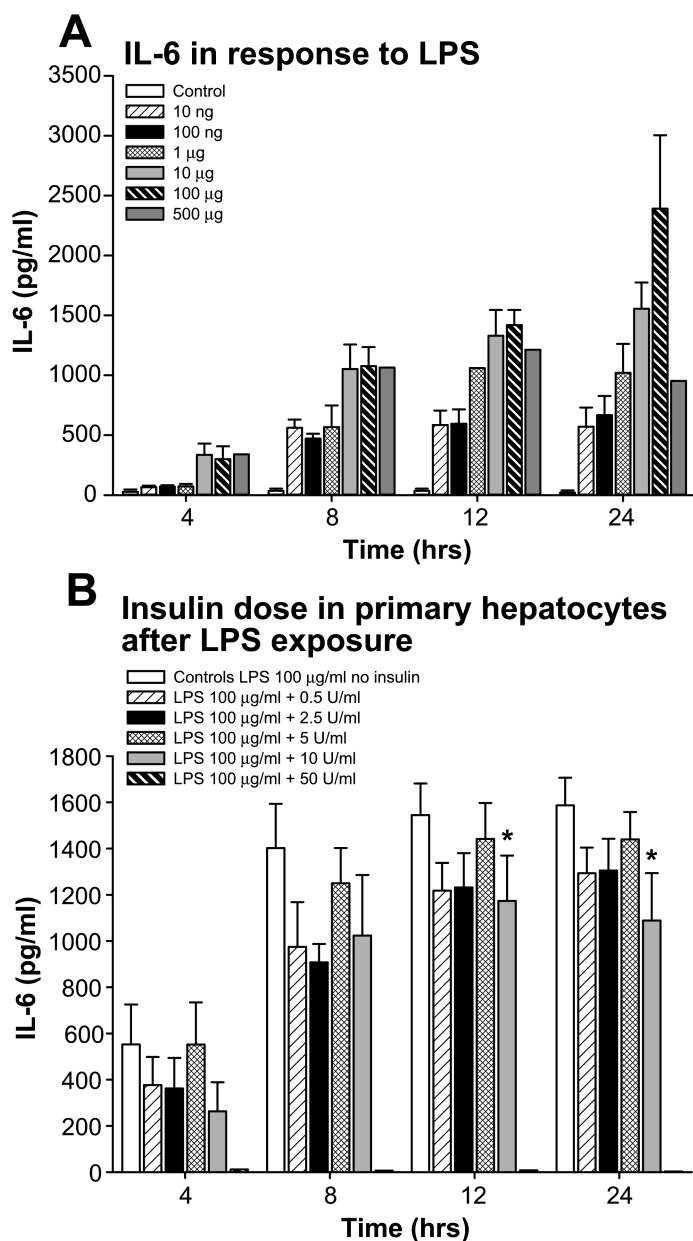 A
IL-6 in response to LPS
3500
3000
2500
2000
1500
1000
500
0
IL-6 (pg/ml)
Control
10 ng
100 ng
1 μg
10 μg
100 μg
500 μg
4 8 12 24
Time (hrs)
B
Insulin dose in primary hepatocytes
after LPS exposure
Controls LPS 100 μg/ml no insulin
LPS 100 μg/ml + 0.5 U/ml
LPS 100 μg/ml + 2.5 U/ml
LPS 100 μg/ml + 5 U/ml
LPS 100 μg/ml + 10 U/ml
LPS 100 μg/ml + 50 U/ml
1800
1600
1400
1200
1000
800
600
400
200
0
IL-6 (pg/ml)
* *
4 8 12 24
Time (hrs)